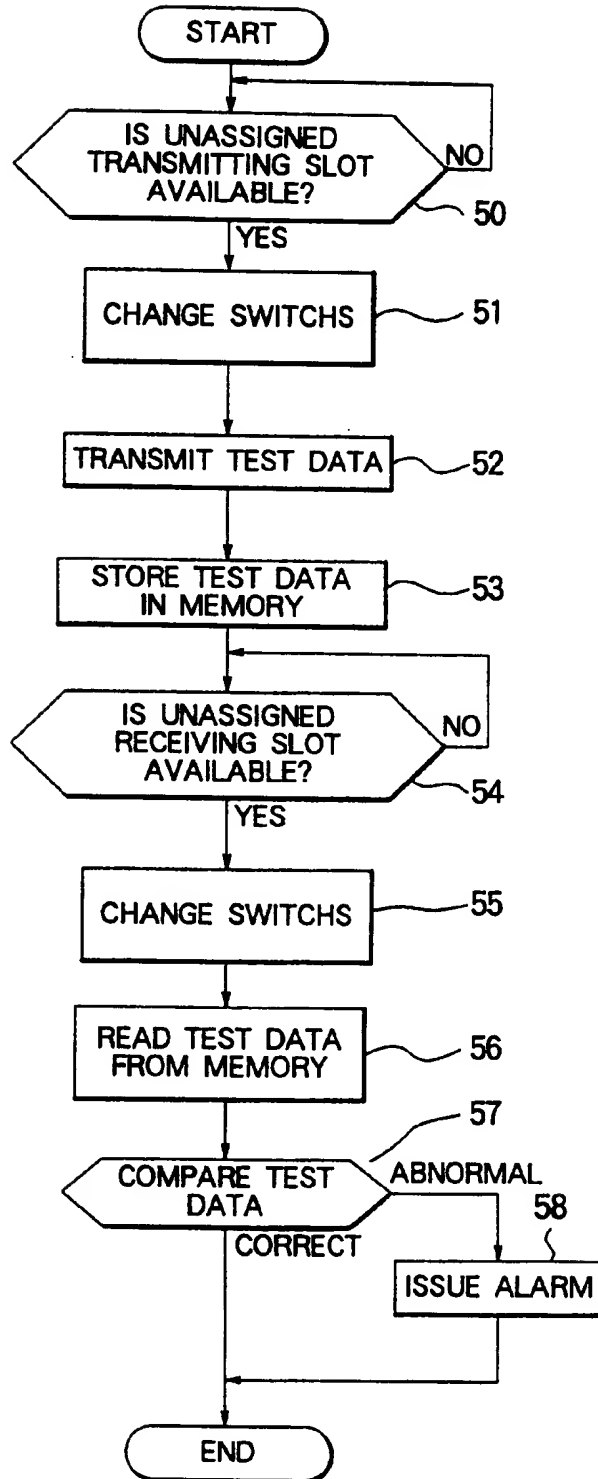 START
IS UNASSIGNED
TRANSMITTING SLOT
AVAILABLE?
NO
50
YES
CHANGE SWITCHS
51
TRANSMIT TEST DATA
52
STORE TEST DATA
IN MEMORY
53
IS UNASSIGNED
RECEIVING SLOT
AVAILABLE?
NO
54
YES
CHANGE SWITCHS
55
READ TEST DATA
FROM MEMORY
56
57
COMPARE TEST
DATA
ABNORMAL
CORRECT
58
ISSUE ALARM
END